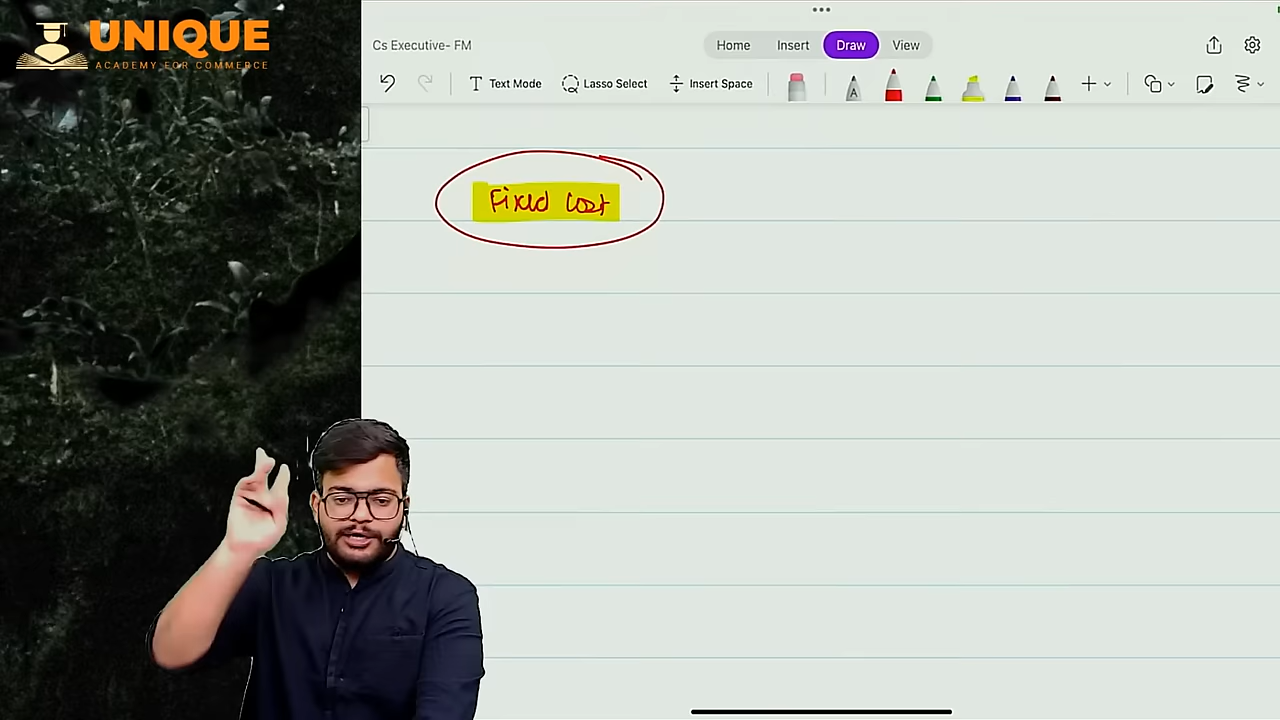 UNIQUE
ACADEMY FOR COMMERCE
Cs Executive- FM
Home Insert Draw View
Text Mode Lasso Select Insert Space
A
Fixed cost